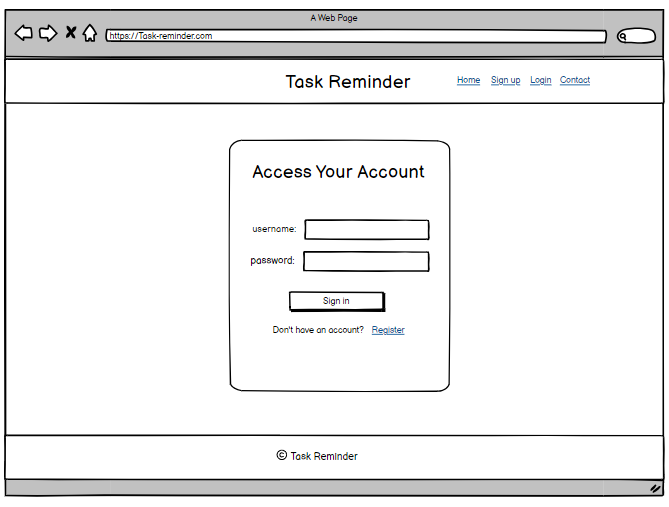 A Web Page
https://Task-reminder.com
Task Reminder Home Sign up Login Contact
Access Your Account
username:
password:
Sign in
Don't have an account? Register
© Task Reminder